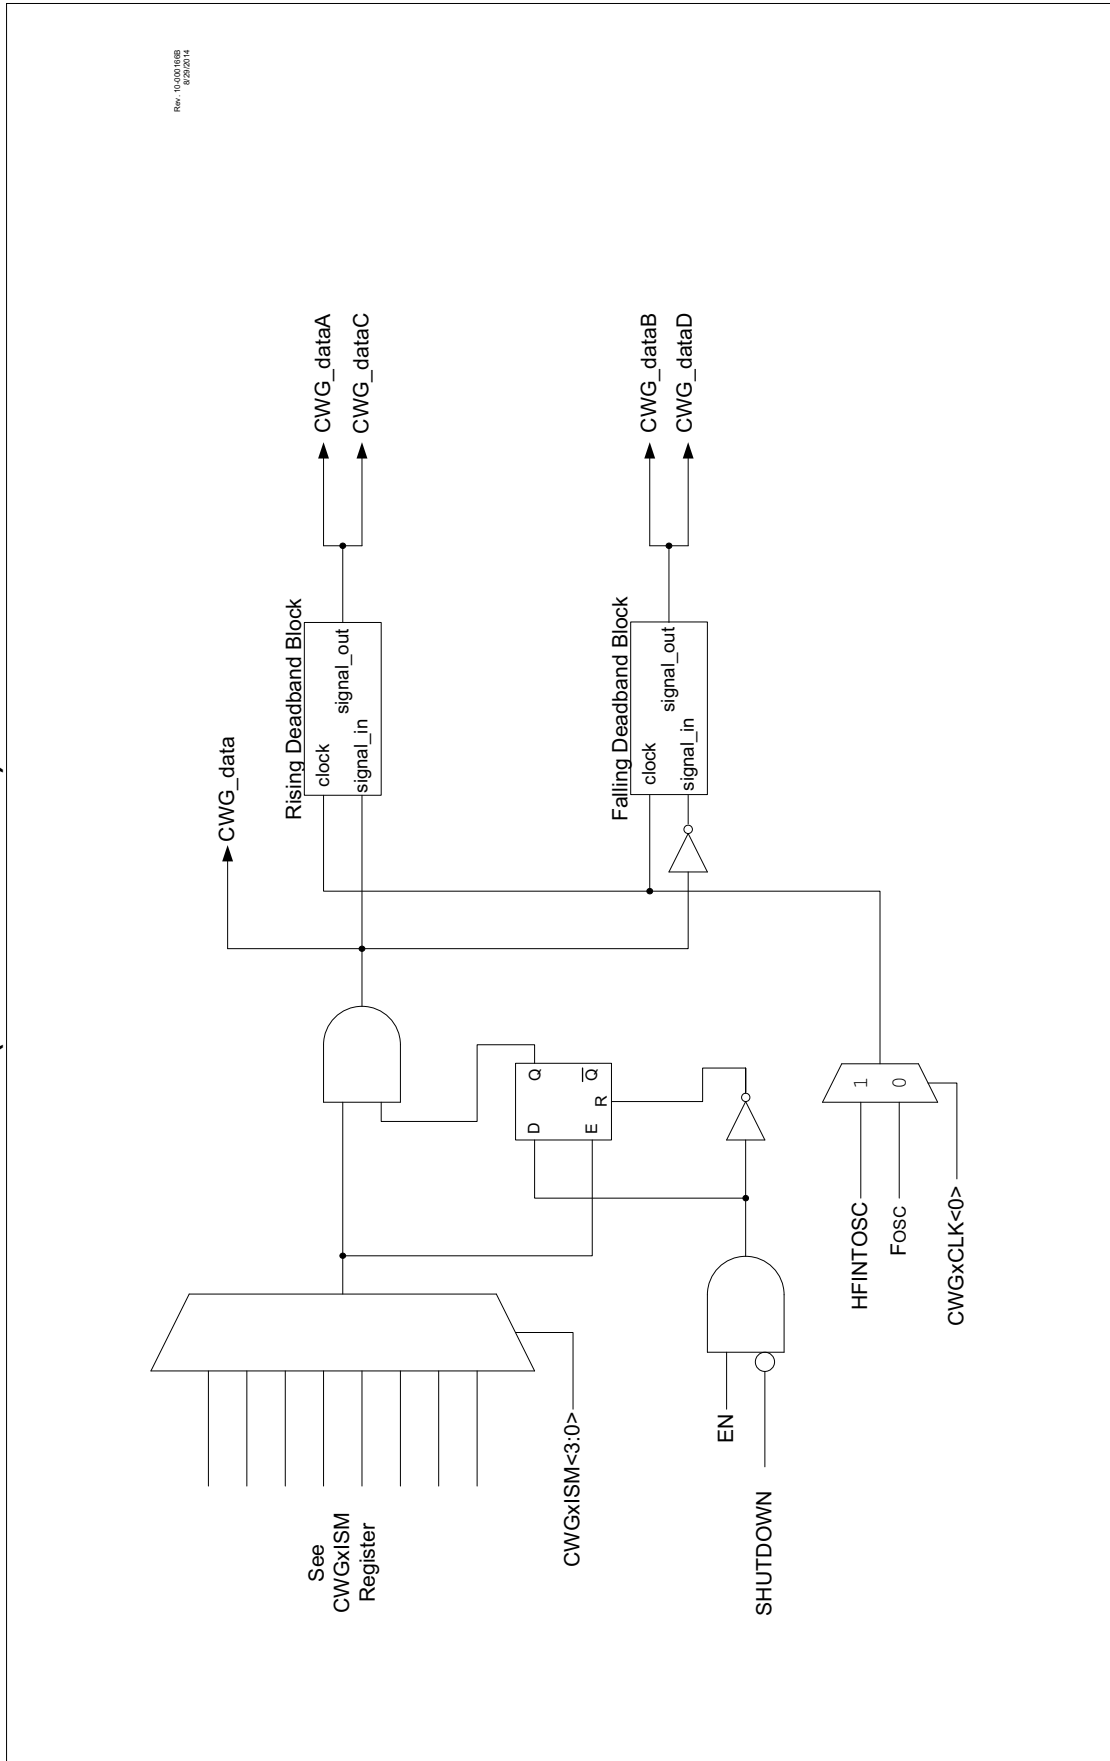 Rev. 10-000166B
8/29/2014
CWG_data
Rising Deadband Block
clock
signal_out
signal_in
CWG_dataA
CWG_dataC
Falling Deadband Block
clock
signal_out
signal_in
CWG_dataB
CWG_dataD
See
CWGxISM
Register
CWGxISM<3:0>
D
Q
E
R
Q
EN
SHUTDOWN
HFINTOSC
1
FOSC
0
CWGxCLK<0>